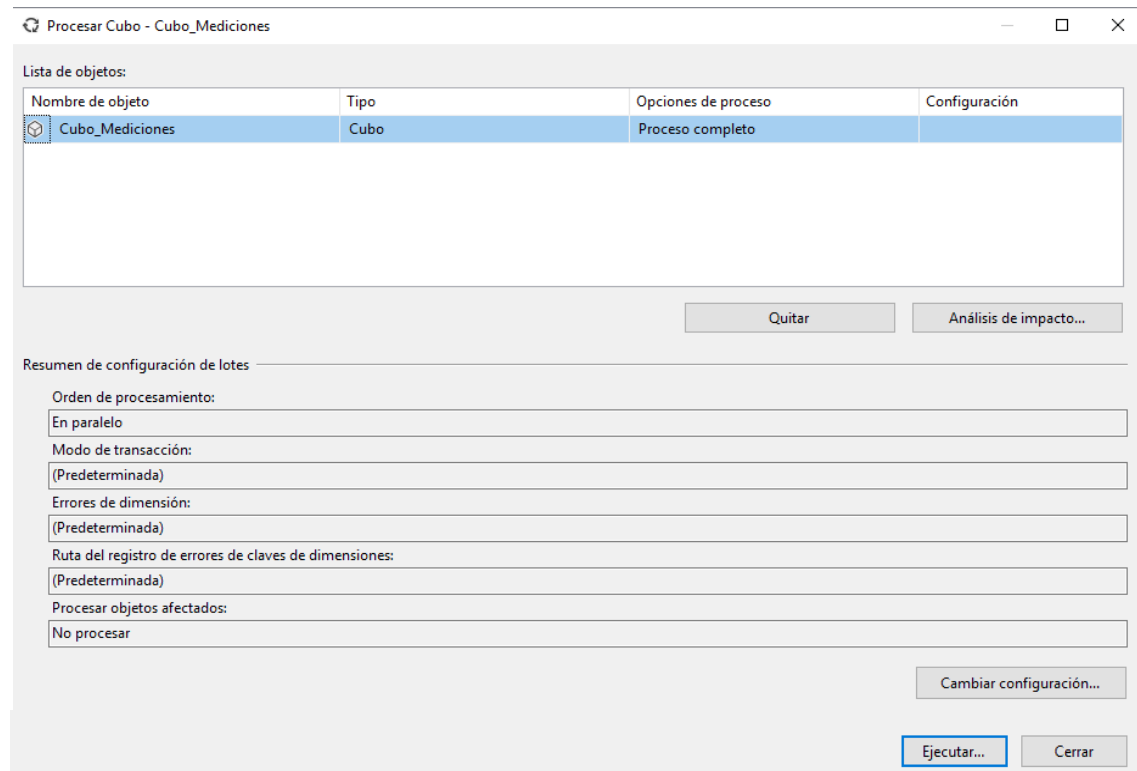 Procesar Cubo - Cubo_Mediciones
Lista de objetos:
Nombre de objeto Tipo Opciones de proceso Configuración
Cubo_Mediciones Cubo Proceso completo
Quitar Análisis de impacto...
Resumen de configuración de lotes
Orden de procesamiento:
En paralelo
Modo de transacción:
(Predeterminada)
Errores de dimensión:
(Predeterminada)
Ruta del registro de errores de claves de dimensiones:
(Predeterminada)
Procesar objetos afectados:
No procesar
Cambiar configuración...
Ejecutar... Cerrar